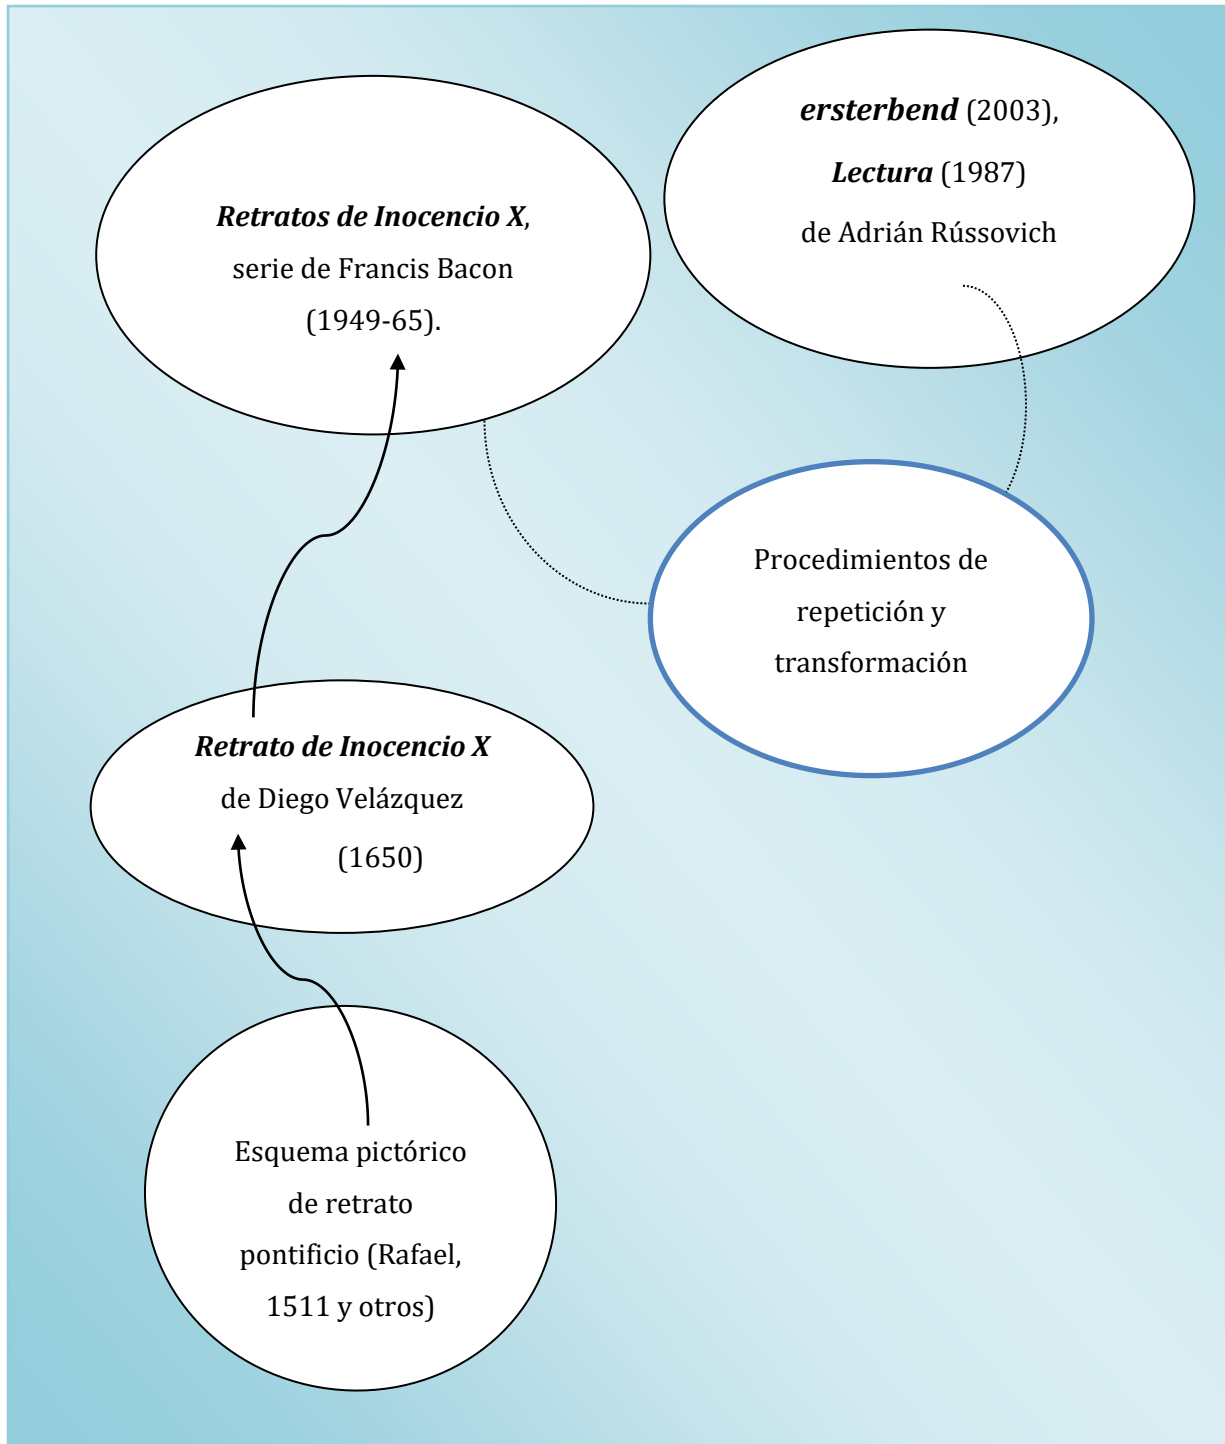 Retratos de Inocencio X,
serie de Francis Bacon
(1949-65).
ersterbend (2003),
Lectura (1987)
de Adrián Rússovich
Procedimientos de
repetición y
transformación
Retrato de Inocencio X
de Diego Velázquez
(1650)
Esquema pictórico
de retrato
pontificio (Rafael,
1511 y otros)